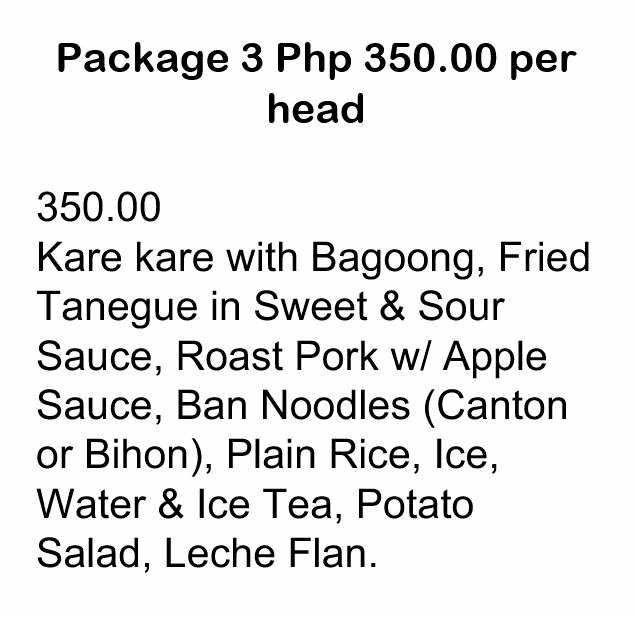 Package 3 Php 350.00 per
head
350.00
Kare kare with Bagoong, Fried
Tanegue in Sweet & Sour
Sauce, Roast Pork w/ Apple
Sauce, Ban Noodles (Canton
or Bihon), Plain Rice, Ice,
Water & Ice Tea, Potato
Salad, Leche Flan.